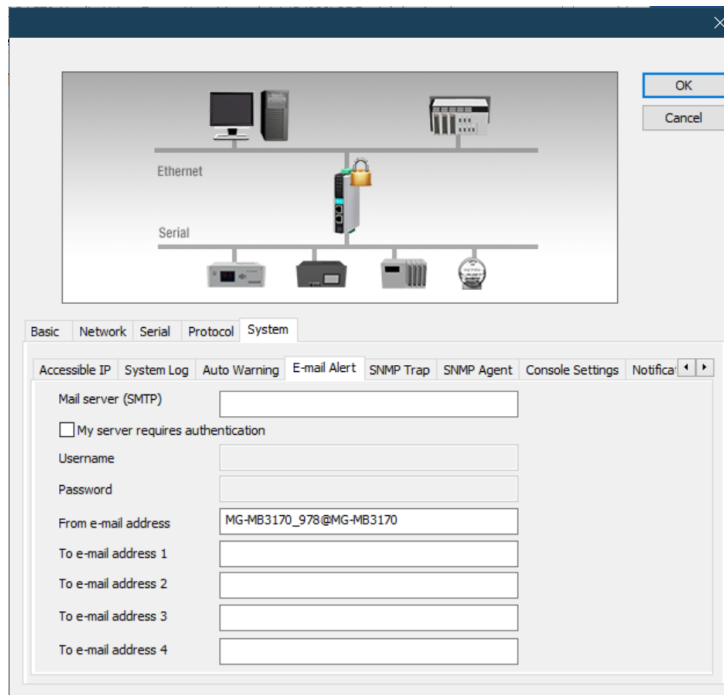 OK
Cancel
Ethernet
Serial
Basic Network Serial Protocol System
Accessible IP System Log Auto Warning E-mail Alert SNMP Trap SNMP Agent Console Settings Notifica
Mail server (SMTP)
My server requires authentication
Username
Password
From e-mail address MG-MB3170_978@MG-MB3170
To e-mail address 1
To e-mail address 2
To e-mail address 3
To e-mail address 4